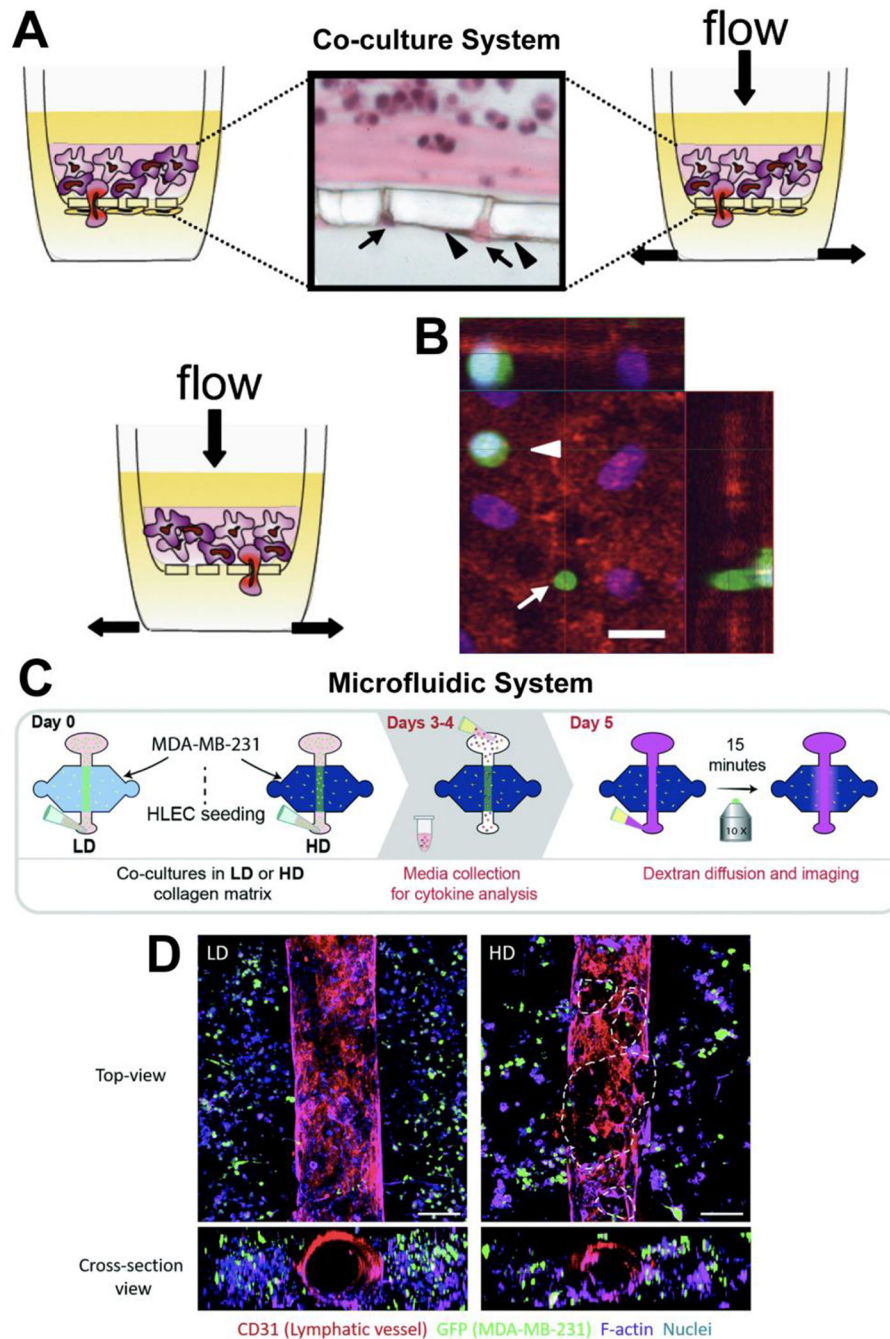 A
Co-culture System
flow
B
flow
C
Microfluidic System
Day 0
MDA-MB-231
HLEC seeding
LD
HD
Co-cultures in LD or HD
collagen matrix
Days 3-4
Media collection
for cytokine analysis
Day 5
15
minutes
10 X
Dextran diffusion and imaging
D
LD
HD
Top-view
Cross-section
view
CD31 (Lymphatic vessel) GFP (MDA-MB-231) F-actin Nuclei